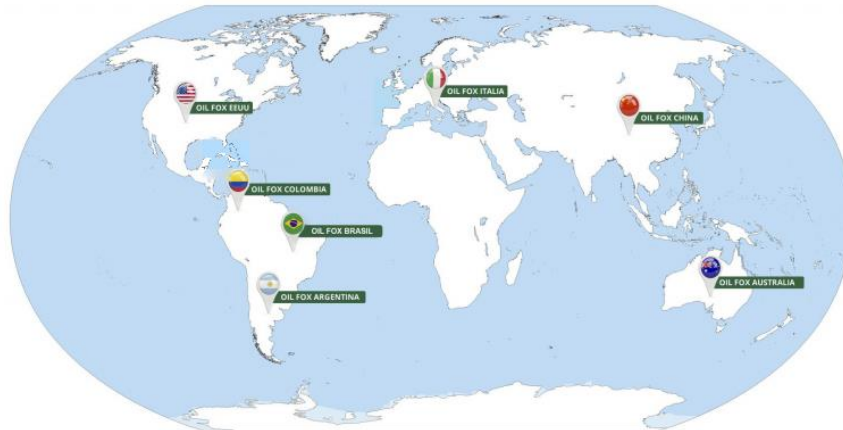 OIL FOX EEUU
OIL FOX ITALIA
OIL FOX CHINA
OIL FOX COLOMBIA
OIL FOX BRASIL
OIL FOX ARGENTINA
OIL FOX AUSTRALIA